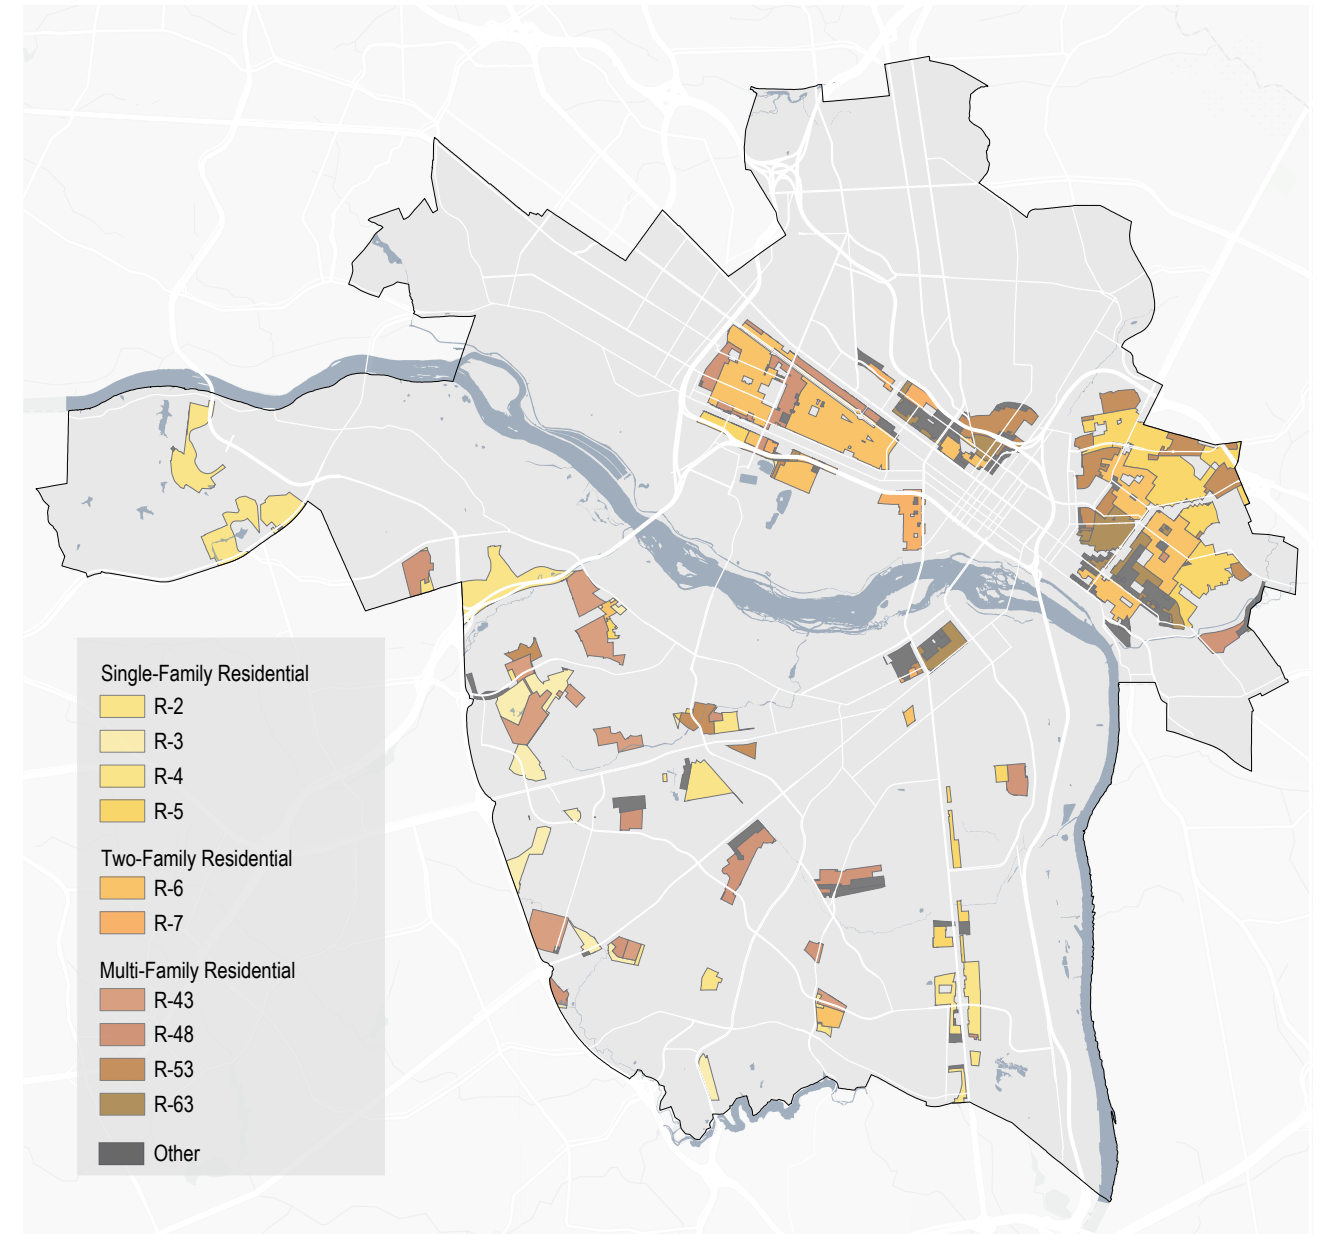 Single-Family Residential
R-2
R-3
R-4
R-5
Two-Family Residential
R-6
R-7
Multi-Family Residential
R-43
R-48
R-53
R-63
Other